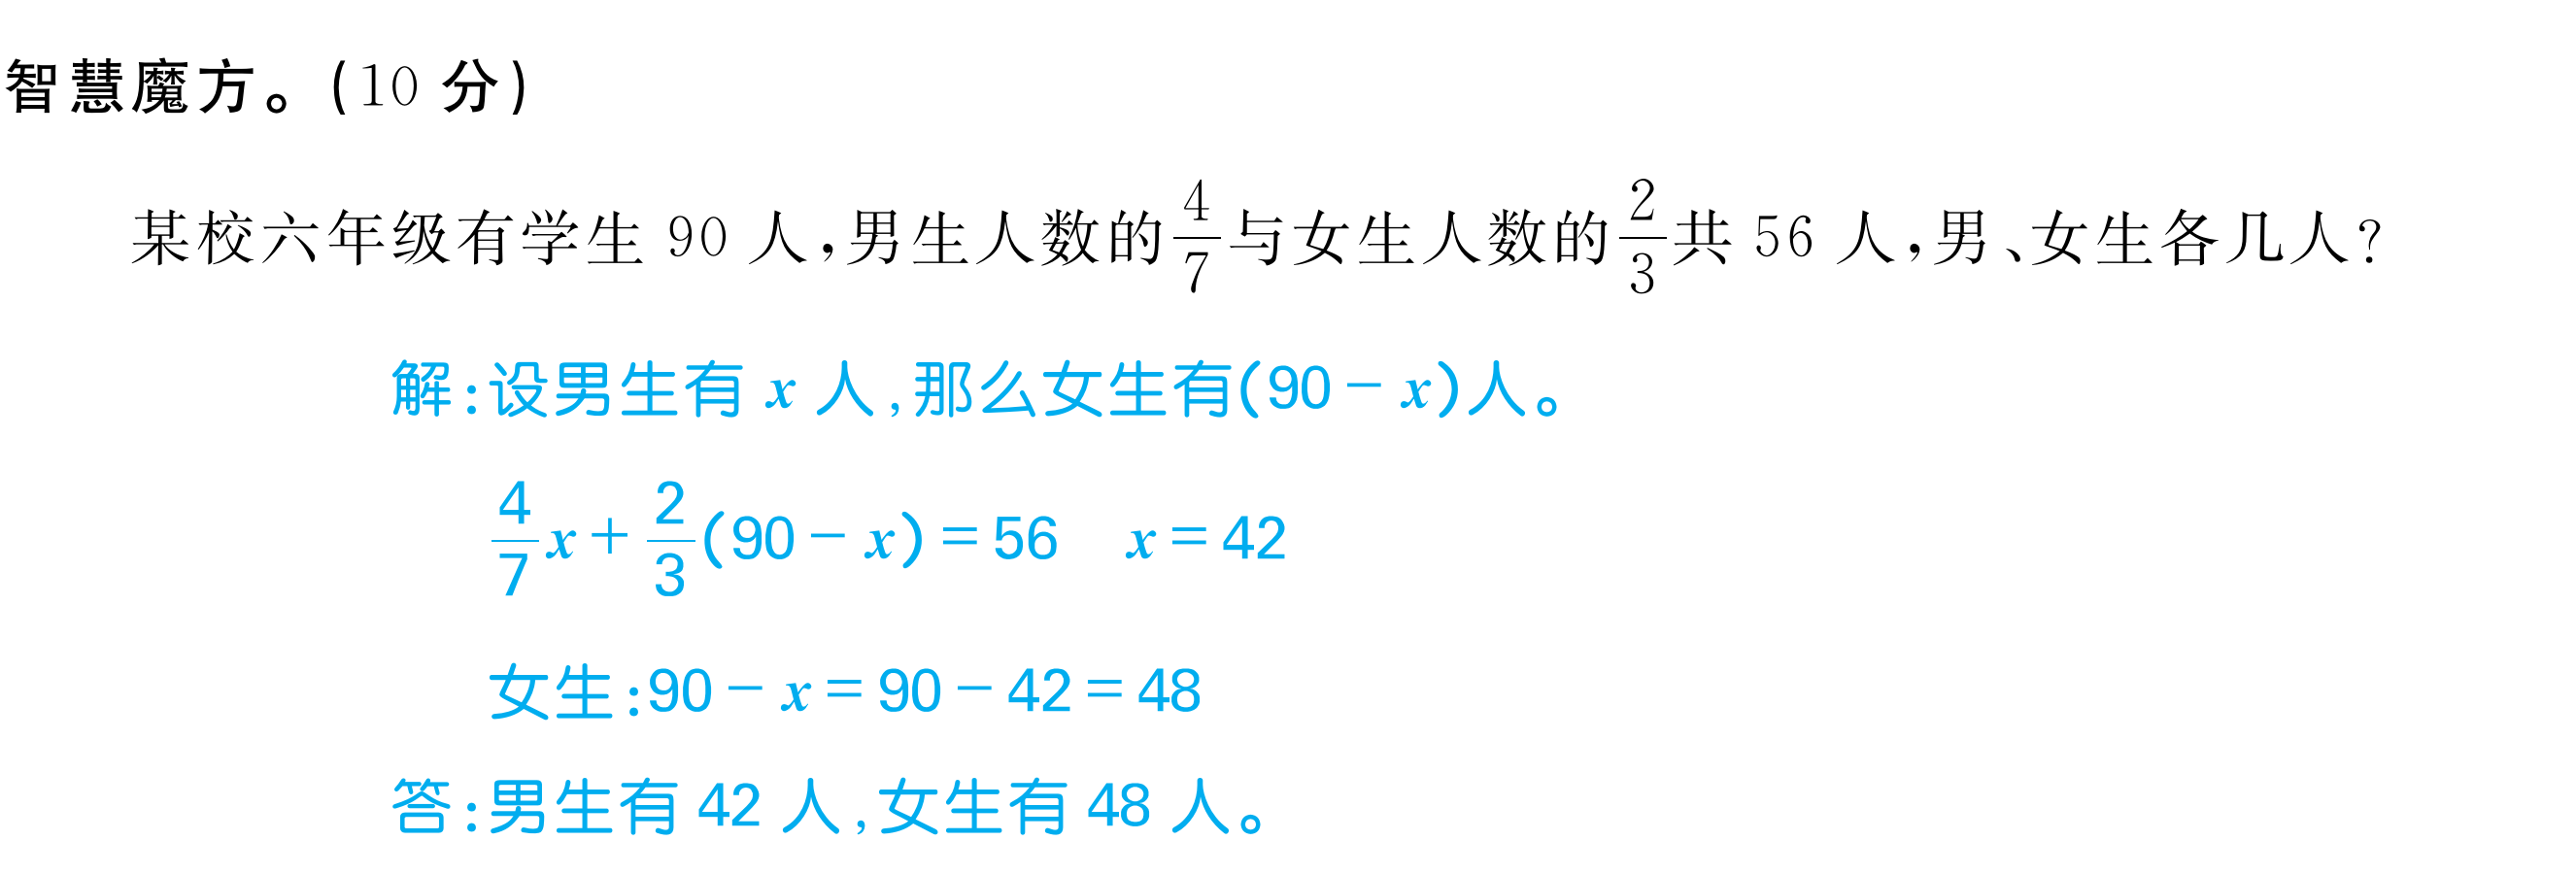 智慧魔方。(10 分)
某校六年级有学生 90 人,男生人数的4/7与女生人数的2/3共 56 人,男、女生各几人?
解:设男生有 x 人,那么女生有(90－x)人。
4/7x＋2/3(90－x)＝56　x＝42
女生:90－x＝90－42＝48
答:男生有 42 人,女生有 48 人。